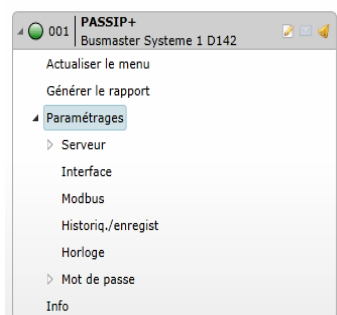 001 PASSIP+
Busmaster Systeme 1 D142
Actualiser le menu
Générer le rapport
Paramétrages
Serveur
Interface
Modbus
Historiq./enregist
Horloge
Mot de passe
Info